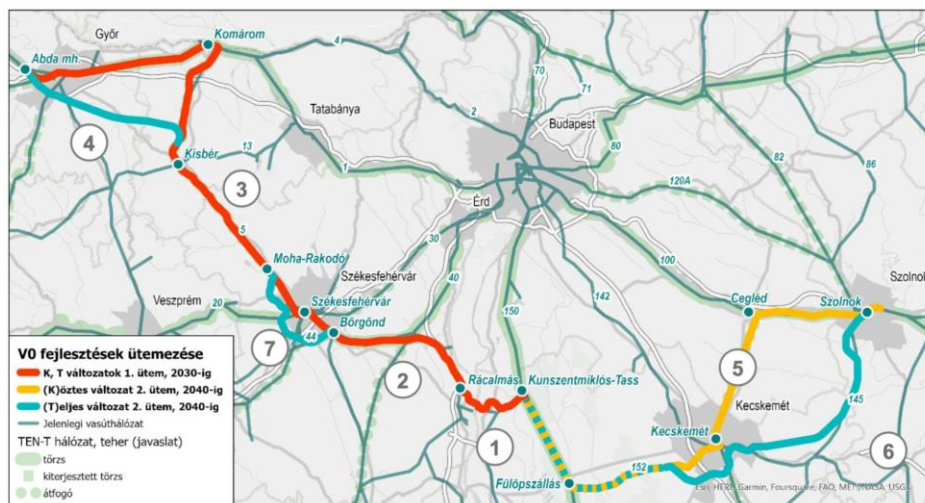 Győr
Komárom
4
Abda mh.
70
71
Tatabánya
2
Budapest
4
13
80
82
86
Kisbér
1
120A
3
Érd
5
30
Moha-Rakodó
40
100
142
Székesfehérvár
Cegléd
Szolnok
Szolnok
Veszprém
20
Székesfehérvár
150
Börgönd
44
7
5
V0 fejlesztések ütemezése
K, T változatok 1. ütem, 2030-ig
(K)öztes változat 2. ütem, 2040-ig
(T)eljes változat 2. ütem, 2040-ig
Jelenlegi vasúthálózat
TEN-T hálózat, teher (javaslat)
törzs
kiterjesztett törzs
átfogó
2
Rácalmás
Kunszentmiklós-Tass
145
Kecskemét
Kecskemét
1
6
152
Fülöpszállás
Esri, HERE, Garmin, Foursquare, FAO, METI/NASA, USGS